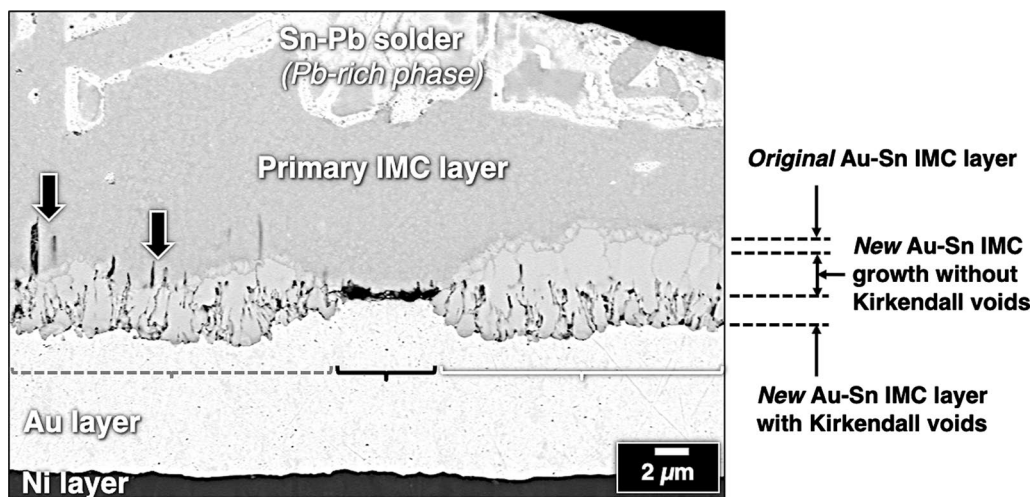 Sn-Pb solder
(Pb-rich phase)
Primary IMC layer
Au layer
Ni layer
2 µm
Original Au-Sn IMC layer
New Au-Sn IMC
growth without
Kirkendall voids
New Au-Sn IMC layer
with Kirkendall voids